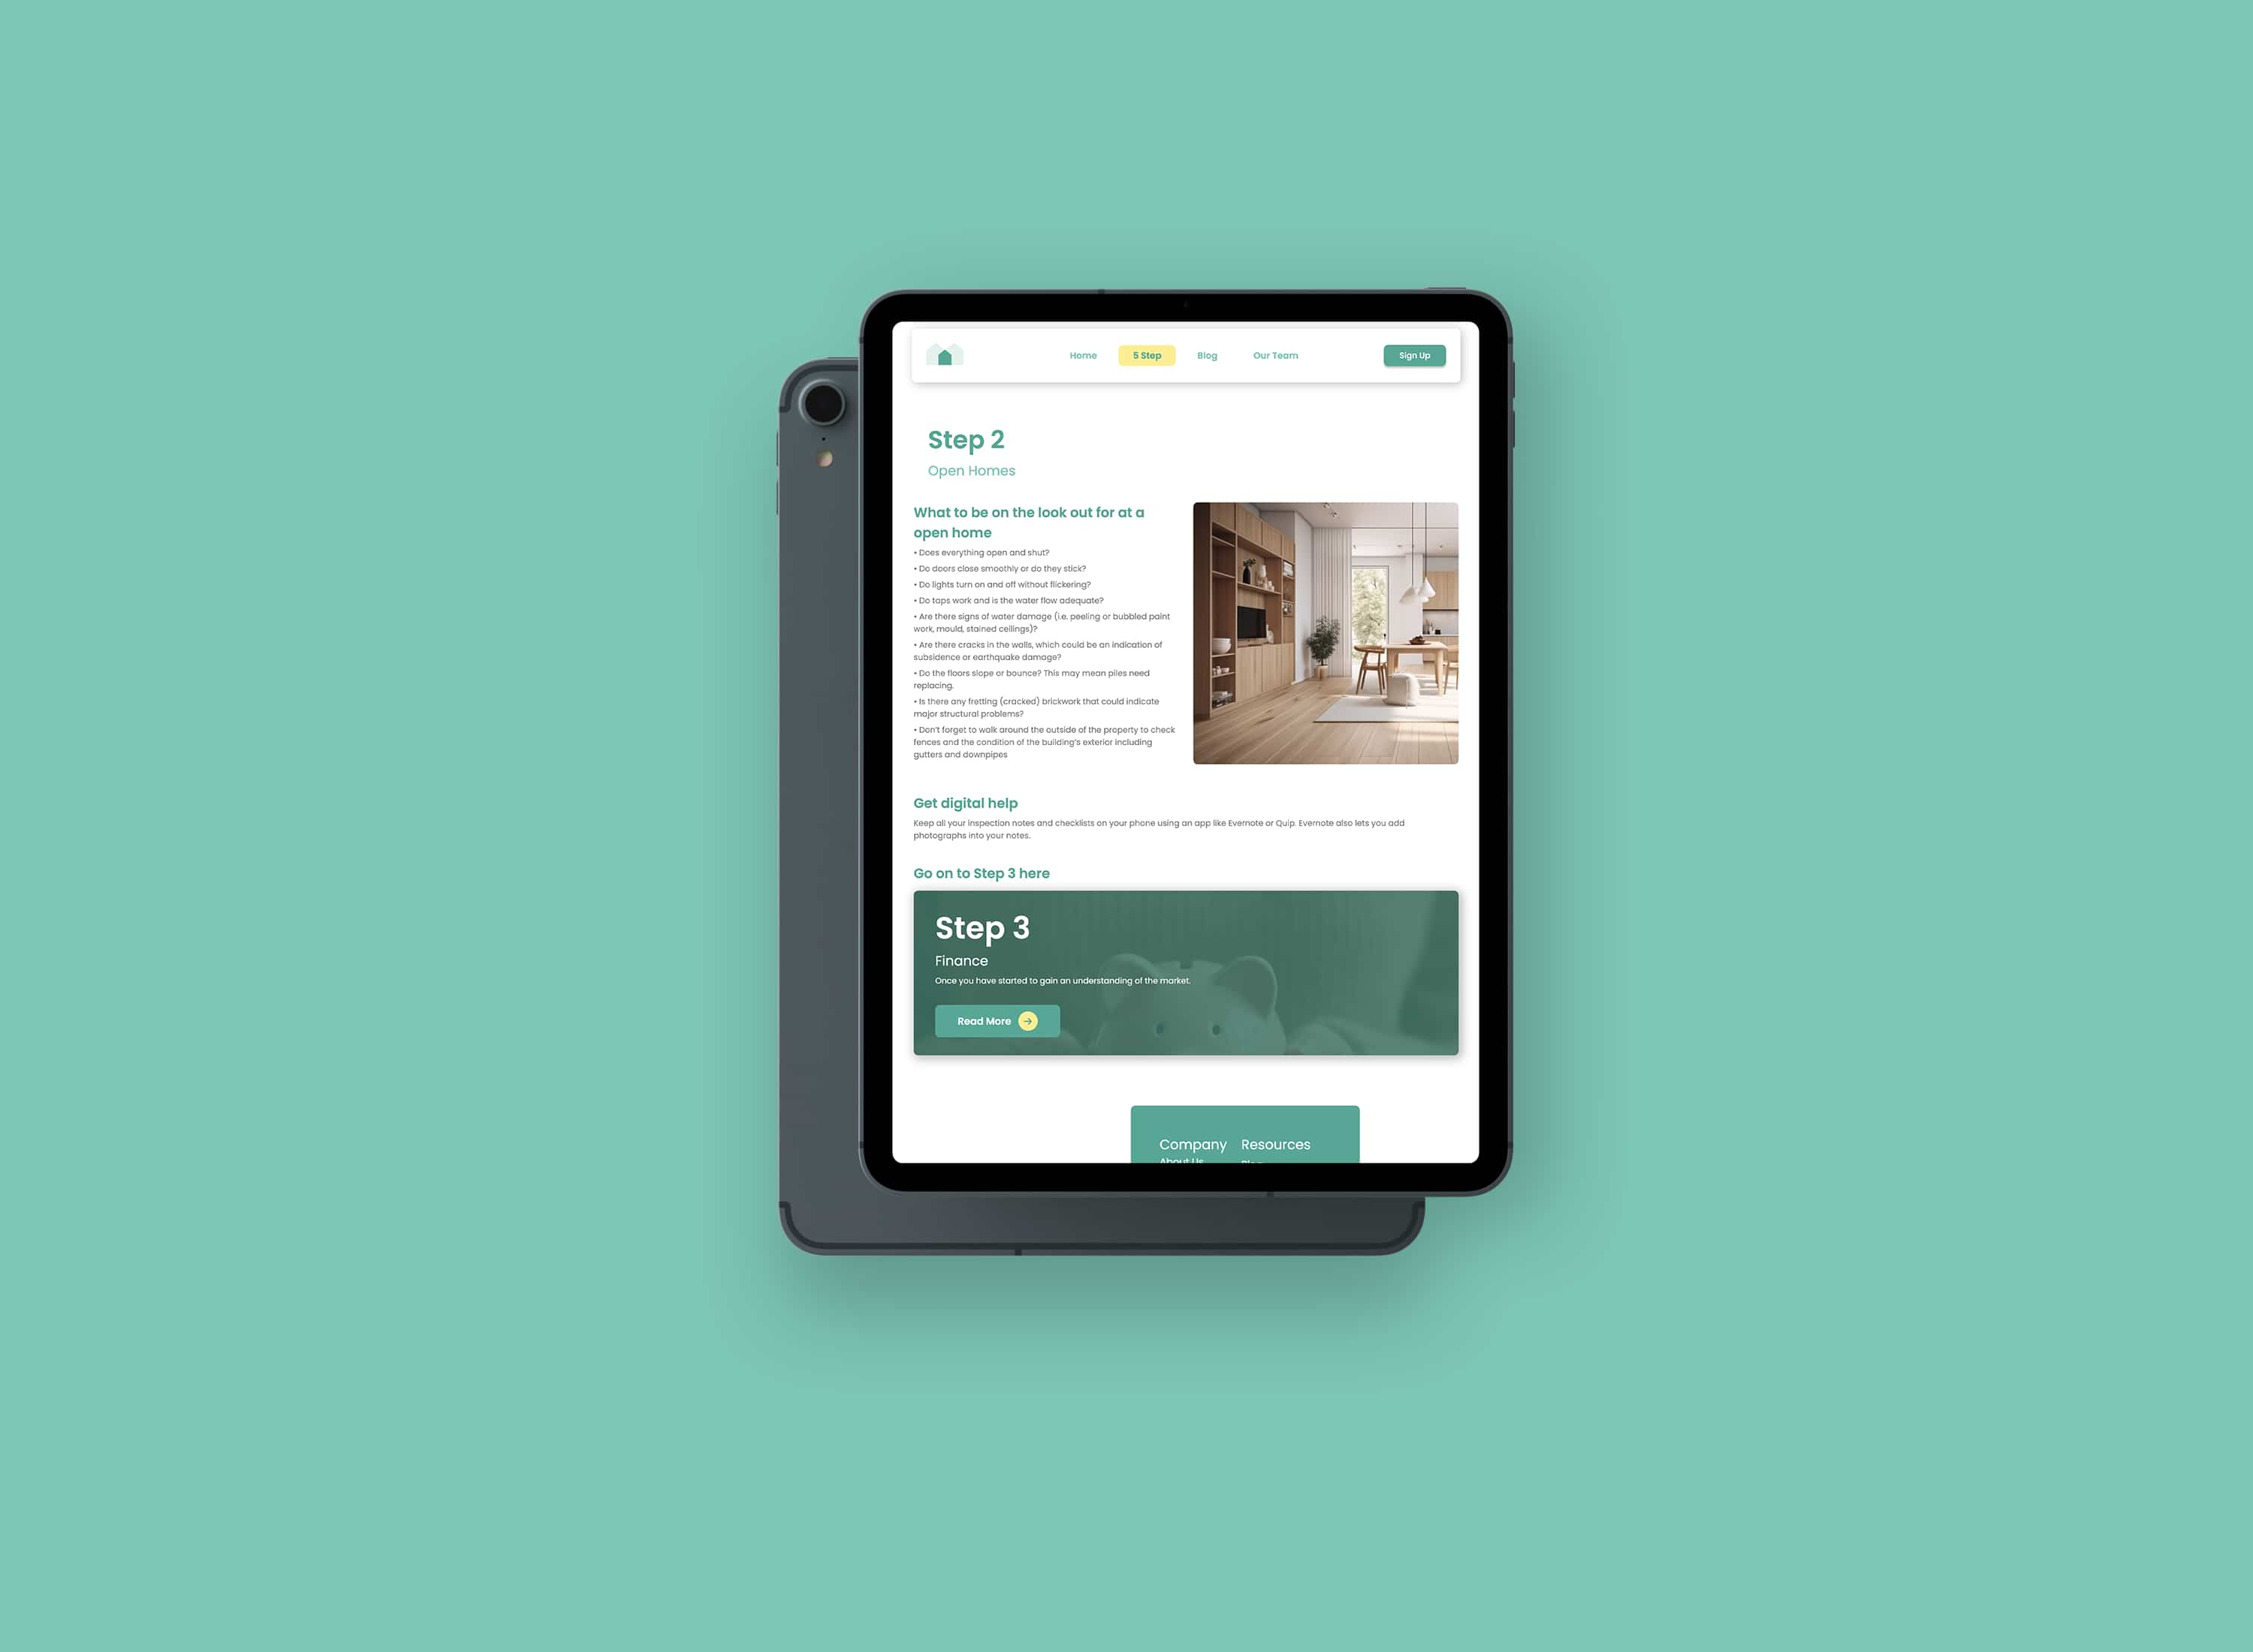 Home
5 Step
Blog
Our Team
Sign Up
Step 2
Open Homes
What to be on the look out for at a
open home
• Does everything open and shut?
• Do doors close smoothly or do they stick?
• Do lights turn on and off without flickering?
• Do taps work and is the water flow adequate?
• Are there signs of water damage (i.e. peeling or bubbled paint
work, mould, stained ceilings)?
• Are there cracks in the walls, which could be an indication of
subsidence or earthquake damage?
• Do the floors slope or bounce? This may mean piles need
replacing.
• Is there any fretting (cracked) brickwork that could indicate
major structural problems?
• Don't forget to walk around the outside of the property to check
fences and the condition of the building's exterior including
gutters and downpipes
Get digital help
Keep all your inspection notes and checklists on your phone using an app like Evernote or Quip. Evernote also lets you add
photographs into your notes.
Go on to Step 3 here
Step 3
Finance
Once you have started to gain an understanding of the market.
Read More
Company
Resources
About Us